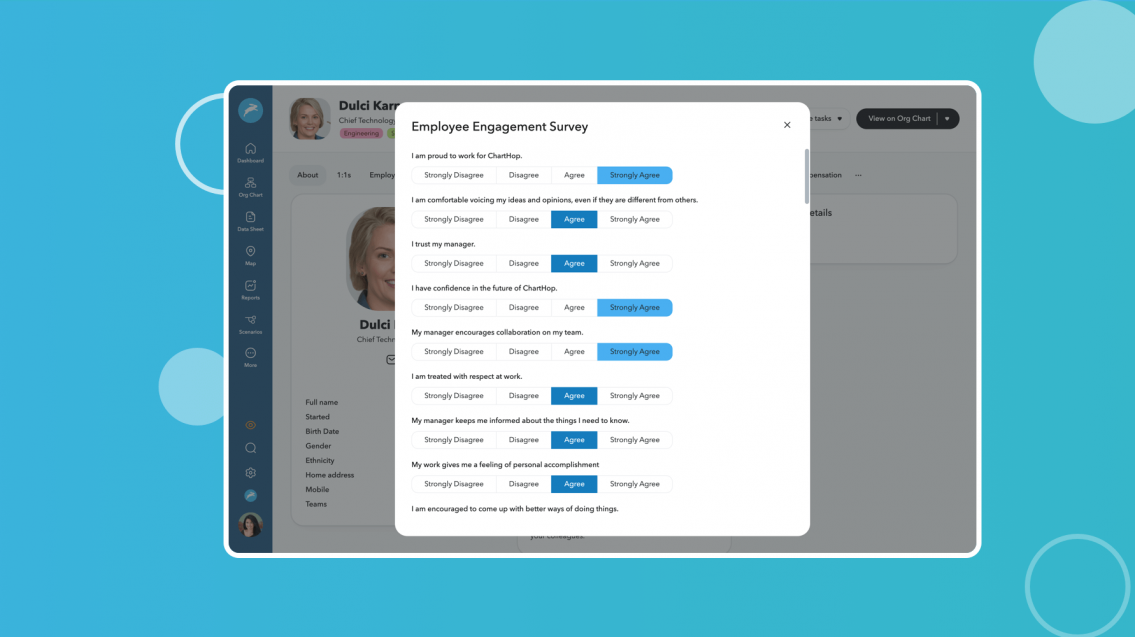 Dulci
Chief Technology
Engineering
tasks
View on Org Chart
Dashboard
Org Chart
Data Sheet
Map
Reports
Scenarios
More
About
1:1s
Employee Engagement Survey
I am proud to work for ChartHop.
Strongly Disagree Disagree Agree Strongly Agree
I am comfortable voicing my ideas and opinions, even if they are different from others.
Strongly Disagree Disagree Agree Strongly Agree
I trust my manager.
Strongly Disagree Disagree Agree Strongly Agree
I have confidence in the future of ChartHop.
Strongly Disagree Disagree Agree Strongly Agree
My manager encourages collaboration on my team.
Strongly Disagree Disagree Agree Strongly Agree
I am treated with respect at work.
Strongly Disagree Disagree Agree Strongly Agree
My manager keeps me informed about the things I need to know.
Strongly Disagree Disagree Agree Strongly Agree
My work gives me a feeling of personal accomplishment
Strongly Disagree Disagree Agree Strongly Agree
I am encouraged to come up with better ways of doing things.
Dulci
Full name
Started
Birth Date
Gender
Ethnicity
Home address
Mobile
Teams
your colleagues.